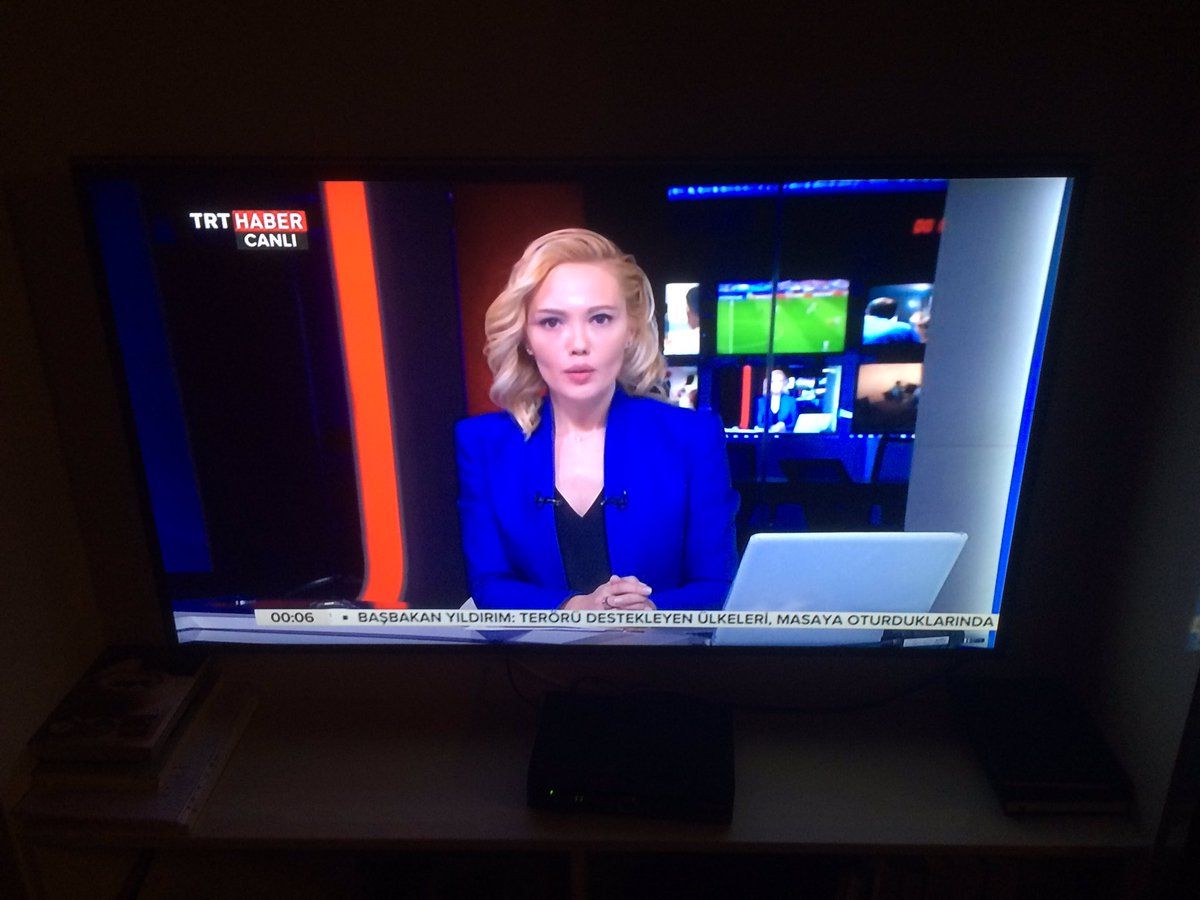 TRT HABER
CANLI
00:06 ▪ BAŞBAKAN YILDIRIM: TERÖRÜ DESTEKLEYEN ÜLKELERİ, MASAYA OTURDUKLARINDA